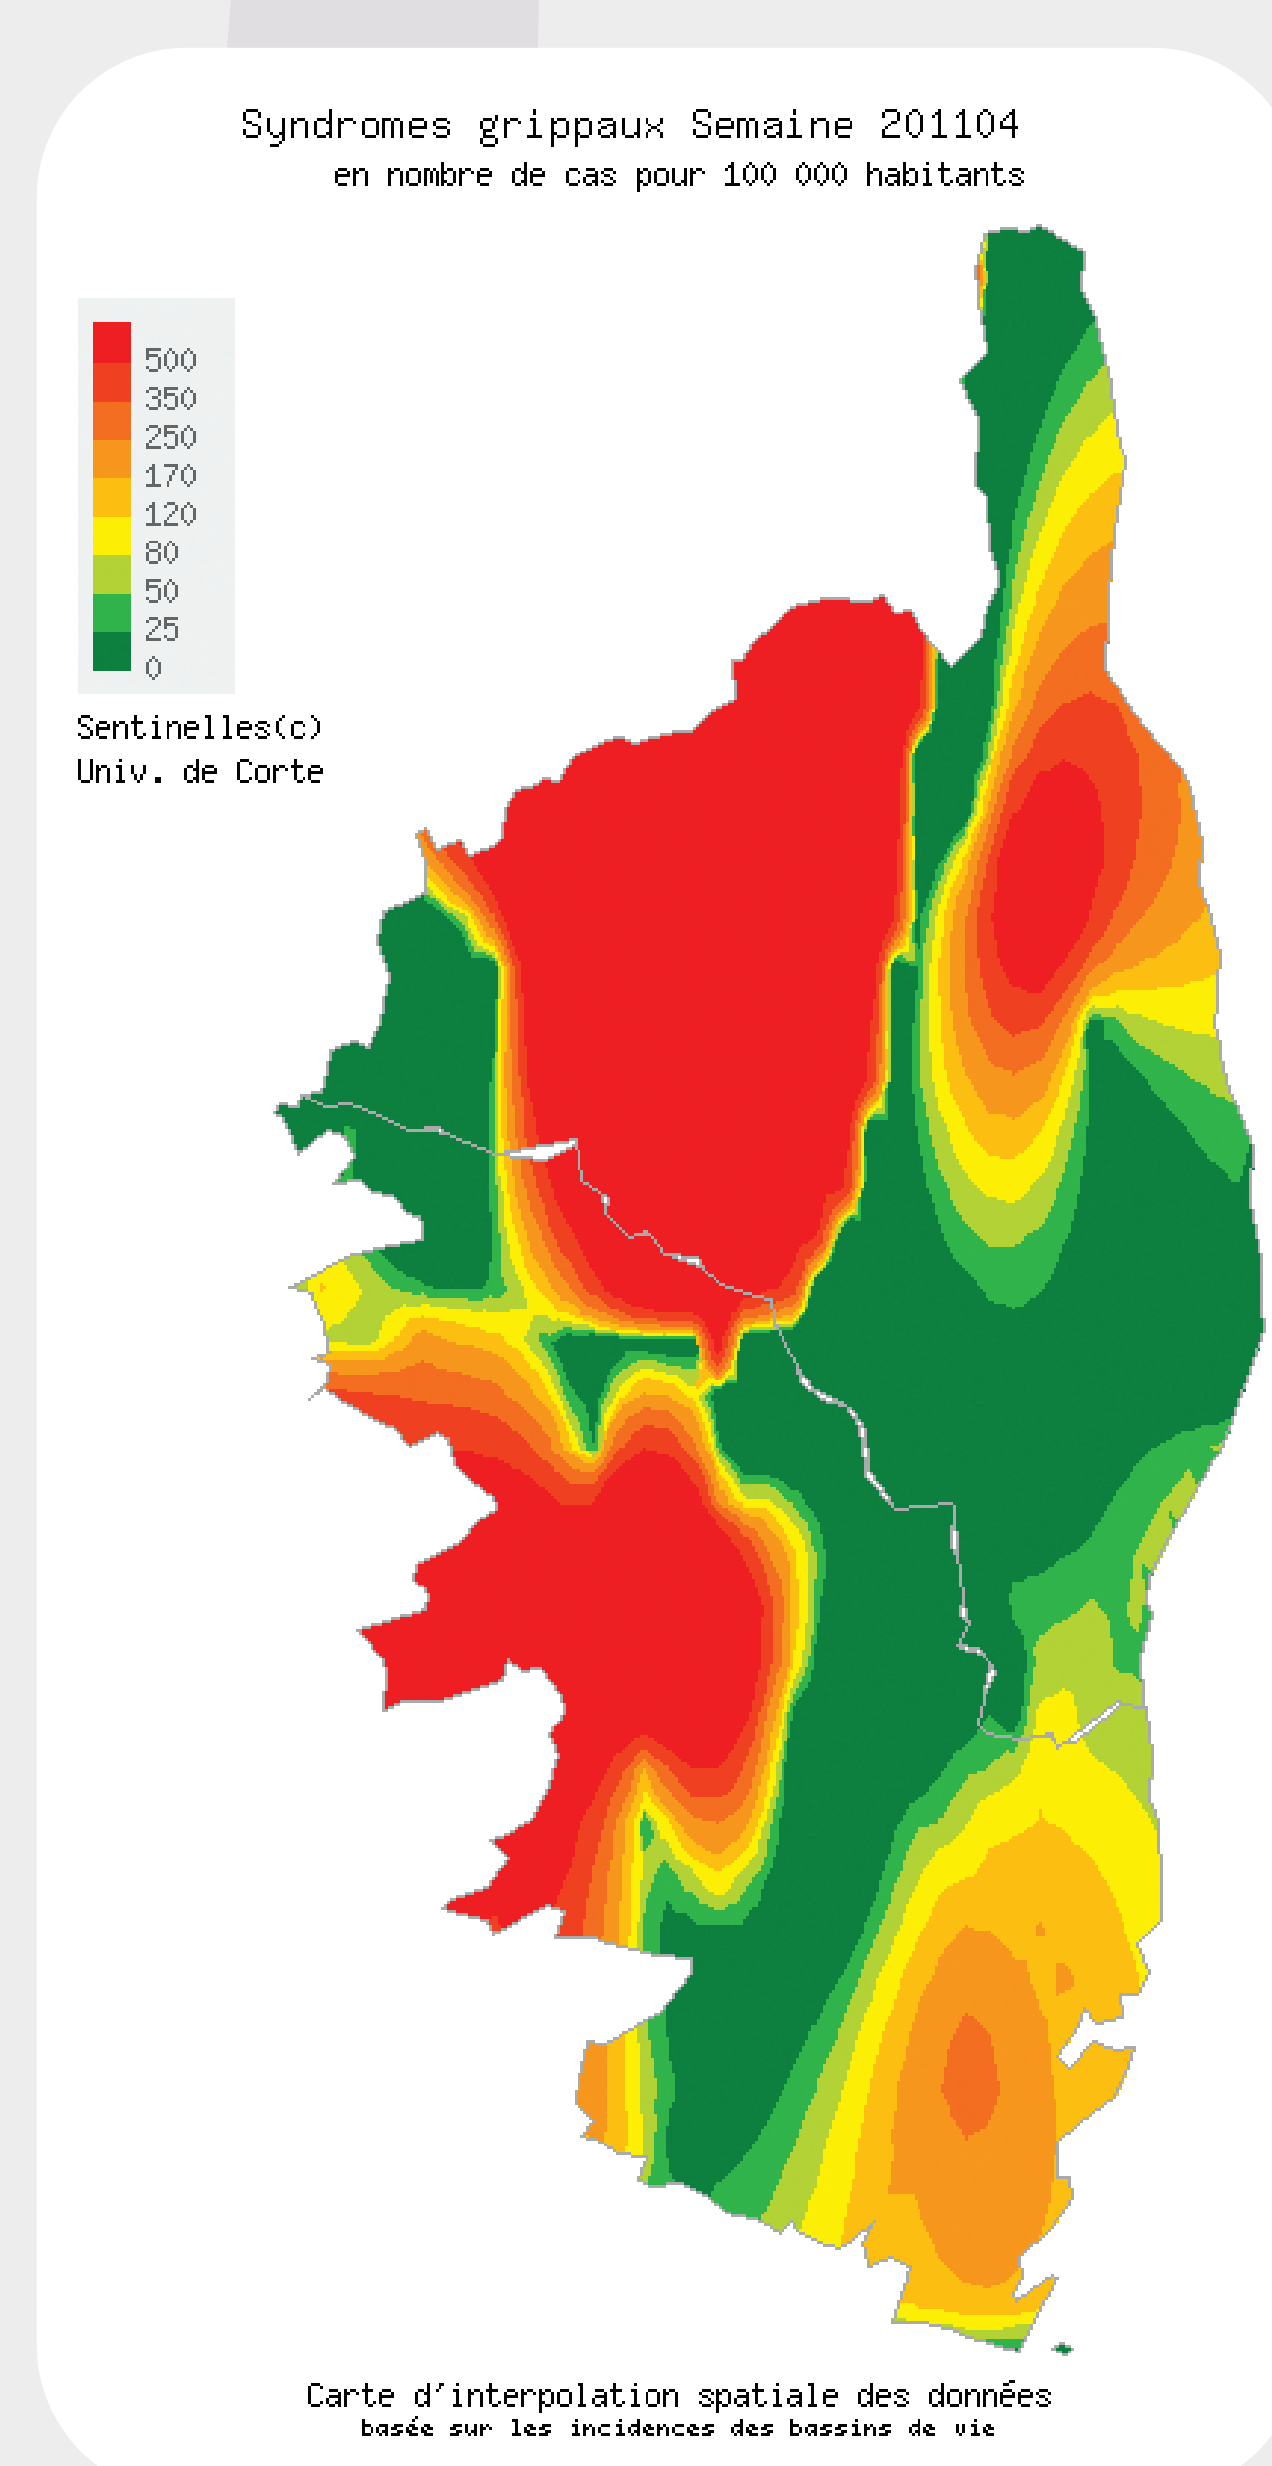 Syndromes grippaux Semaine 201104
en nombre de cas pour 100 000 habitants
500
350
250
170
120
80
50
25
0
Sentinelles(c)
Univ. de Corte
Carte d'interpolation spatiale des données
basée sur les incidences des bassins de vie